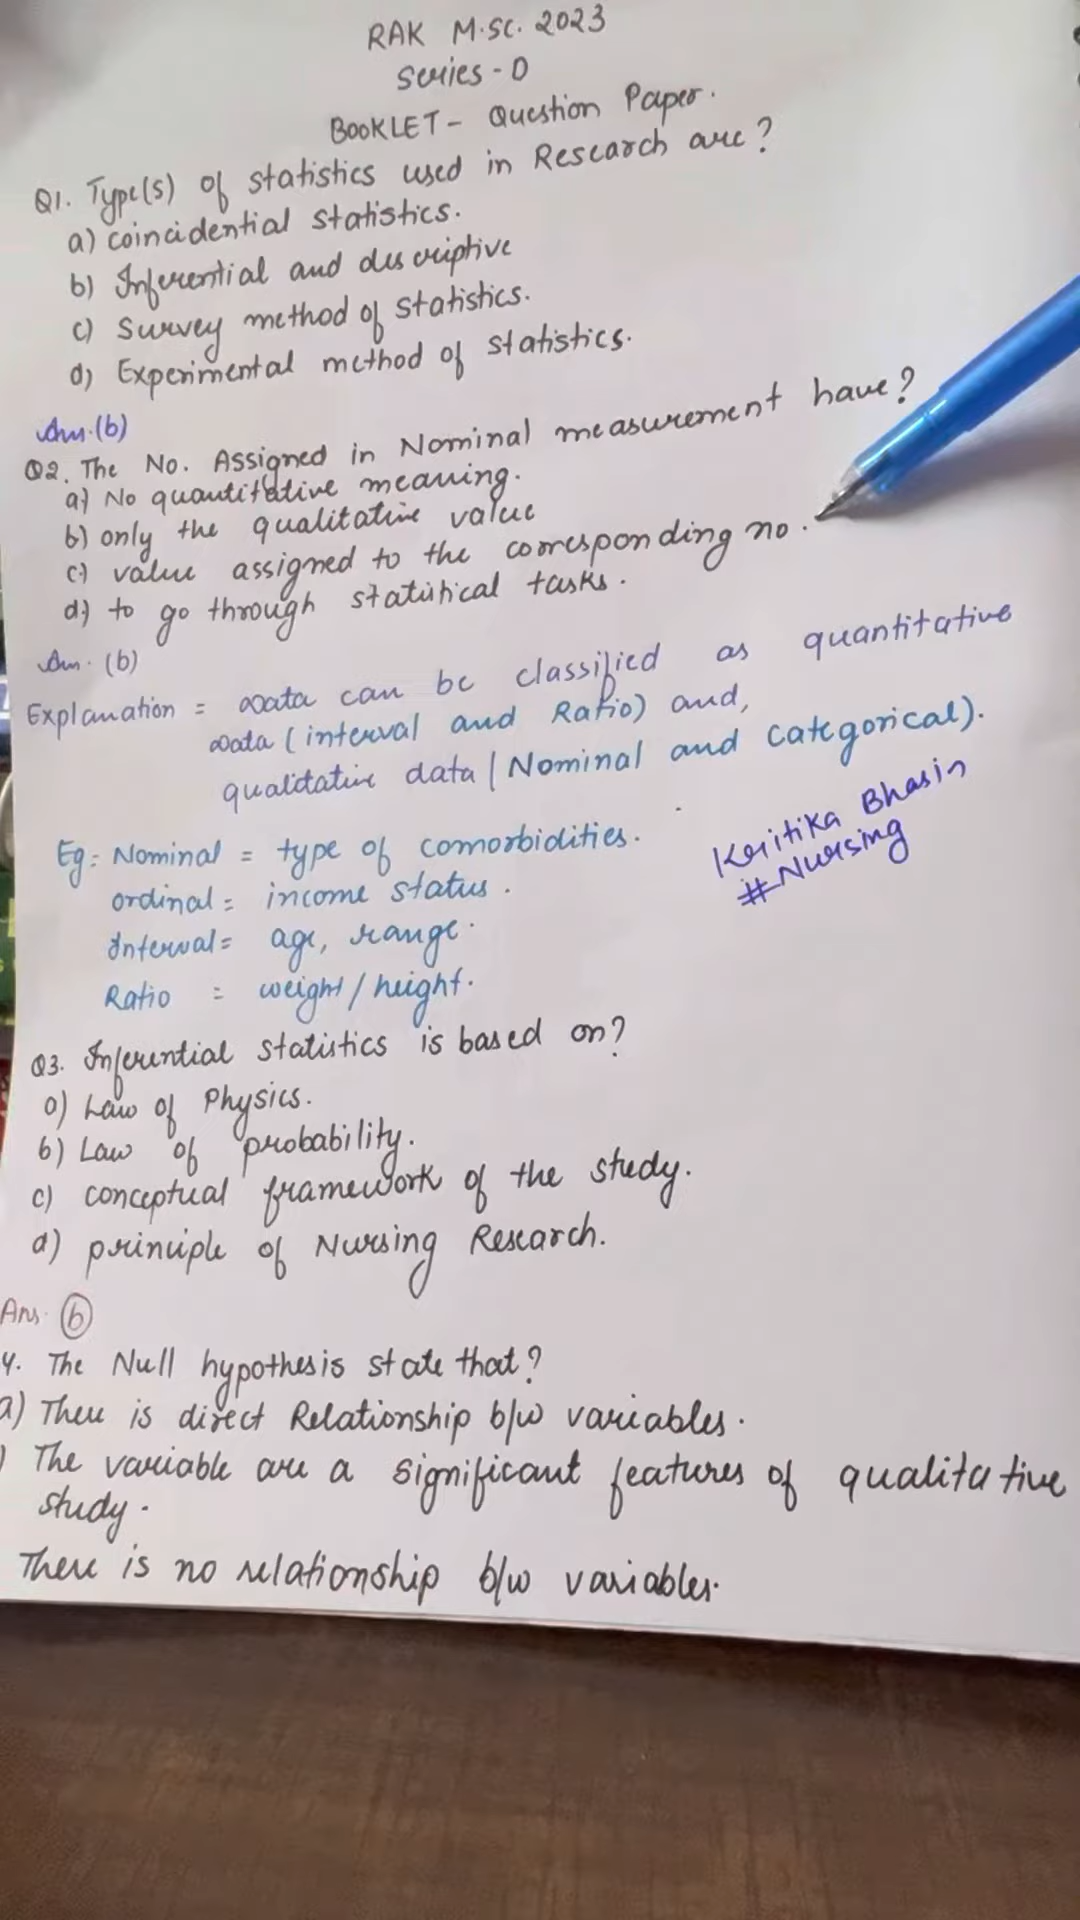 RAK M.sc. 2023
Series - D
BOOKLET - Question Paper.
Q1. Type(s) of statistics used in Research are?
a) coincidential statistics.
b) Inferential and descriptive
c) Survey method of statistics.
d) Experimental method of statistics.
Ans. (b)
Q2. The No. Assigned in Nominal measurement have?
a) No quantitative meaning.
b) only the qualitative value
c) value assigned to the corresponding no.
d) to go through statistical tasks.
Ans. (b)
Explanation = Data can be classified as quantitative
Data (interval and Ratio) and,
qualitative data (Nominal and categorical).
Eg: Nominal = type of comorbidities.
ordinal = income status.
Interval = age, range.
Ratio = weight/height.
Kritika Bhasin
#Nursing
Q3. Inferential statistics is based on?
a) Law of Physics.
b) Law of probability.
c) conceptual framework of the study.
d) principle of Nursing Research.
Ans. (b)
4. The Null hypothesis state that?
a) There is direct Relationship b/w variables.
) The variable are a significant features of qualitative
study.
There is no relationship b/w variables.